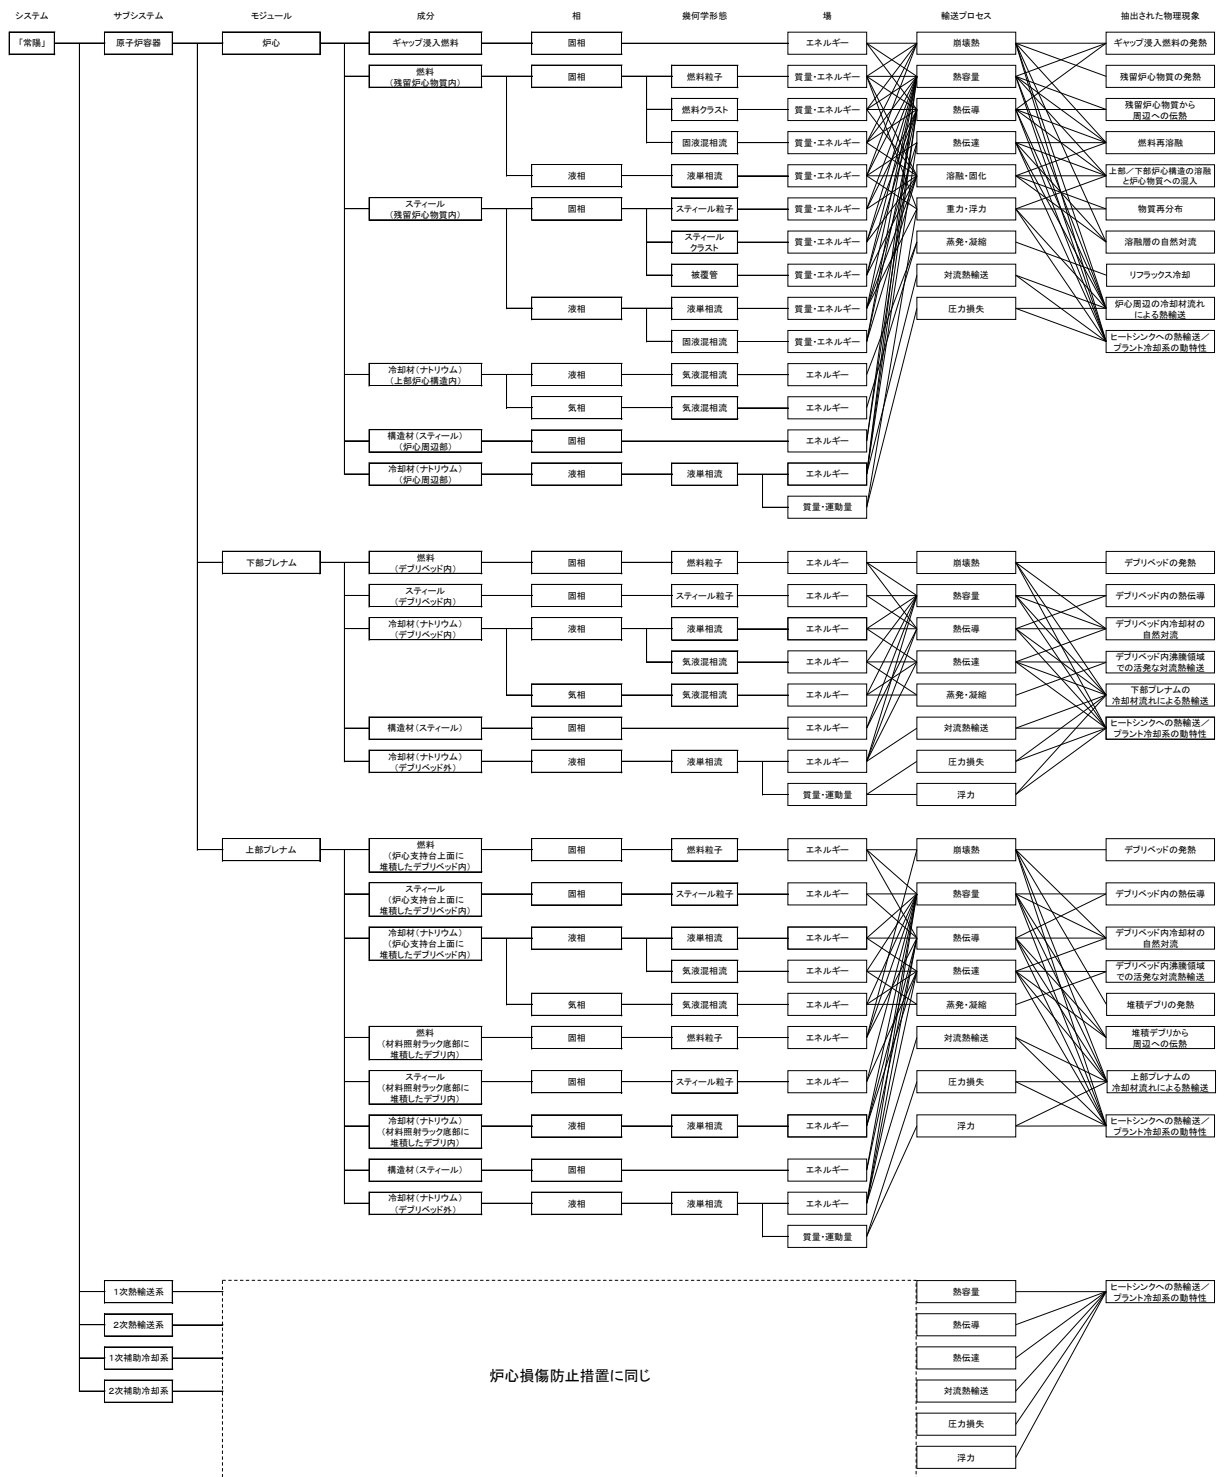 システム
サブシステム
モジュール
成分
相
幾何学形態
場
輸送プロセス
抽出された物理現象
「常陽」
原子炉容器
炉心
ギャップ浸入燃料
固相
エネルギー
崩壊熱
ギャップ浸入燃料の発熱
燃料
(残留炉心物質内)
固相
燃料粒子
質量・エネルギー
熱容量
残留炉心物質の発熱
燃料クラスト
質量・エネルギー
熱伝導
残留炉心物質から
周辺への伝熱
固液混相流
質量・エネルギー
熱伝達
燃料再溶融
液相
液単相流
質量・エネルギー
溶融・固化
上部／下部炉心構造の溶融
と炉心物質への混入
スティール
(残留炉心物質内)
固相
スティール粒子
質量・エネルギー
重力・浮力
物質再分布
スティール
クラスト
質量・エネルギー
蒸発・凝縮
溶融層の自然対流
被覆管
質量・エネルギー
対流熱輸送
リフラックス冷却
液相
液単相流
質量・エネルギー
圧力損失
炉心周辺の冷却材流れ
による熱輸送
固液混相流
質量・エネルギー
ヒートシンクへの熱輸送／
プラント冷却系の動特性
冷却材(ナトリウム)
(上部炉心構造内)
液相
気液混相流
エネルギー
気相
気液混相流
エネルギー
構造材(スティール)
(炉心周辺部)
固相
エネルギー
冷却材(ナトリウム)
(炉心周辺部)
液相
液単相流
エネルギー
質量・運動量
下部プレナム
燃料
(デブリベッド内)
固相
燃料粒子
エネルギー
崩壊熱
デブリベッドの発熱
スティール
(デブリベッド内)
固相
スティール粒子
エネルギー
熱容量
デブリベッド内の熱伝導
冷却材(ナトリウム)
(デブリベッド内)
液相
液単相流
エネルギー
熱伝導
デブリベッド内冷却材の
自然対流
気液混相流
エネルギー
熱伝達
デブリベッド内沸騰領域
での活発な対流熱輸送
気相
気液混相流
エネルギー
蒸発・凝縮
下部プレナムの
冷却材流れによる熱輸送
構造材(スティール)
固相
エネルギー
対流熱輸送
ヒートシンクへの熱輸送／
プラント冷却系の動特性
冷却材(ナトリウム)
(デブリベッド外)
液相
液単相流
エネルギー
圧力損失
質量・運動量
浮力
上部プレナム
燃料
(炉心支持台上面に
堆積したデブリベッド内)
固相
燃料粒子
エネルギー
崩壊熱
デブリベッドの発熱
スティール
(炉心支持台上面に
堆積したデブリベッド内)
固相
スティール粒子
エネルギー
熱容量
デブリベッド内の熱伝導
冷却材(ナトリウム)
(炉心支持台上面に
堆積したデブリベッド内)
液相
液単相流
エネルギー
熱伝導
デブリベッド内冷却材の
自然対流
気液混相流
エネルギー
熱伝達
デブリベッド内沸騰領域
での活発な対流熱輸送
気相
気液混相流
エネルギー
蒸発・凝縮
堆積デブリの発熱
燃料
(材料照射ラック底部に
堆積したデブリ内)
固相
燃料粒子
エネルギー
対流熱輸送
堆積デブリから
周辺への伝熱
スティール
(材料照射ラック底部に
堆積したデブリ内)
固相
スティール粒子
エネルギー
圧力損失
上部プレナムの
冷却材流れによる熱輸送
冷却材(ナトリウム)
(材料照射ラック底部に
堆積したデブリ内)
液相
液単相流
エネルギー
浮力
ヒートシンクへの熱輸送／
プラント冷却系の動特性
構造材(スティール)
固相
エネルギー
冷却材(ナトリウム)
(デブリベッド外)
液相
液単相流
エネルギー
質量・運動量
1次熱輸送系
熱容量
ヒートシンクへの熱輸送／
プラント冷却系の動特性
2次熱輸送系
熱伝導
1次補助冷却系
熱伝達
炉心損傷防止措置に同じ
2次補助冷却系
対流熱輸送
圧力損失
浮力